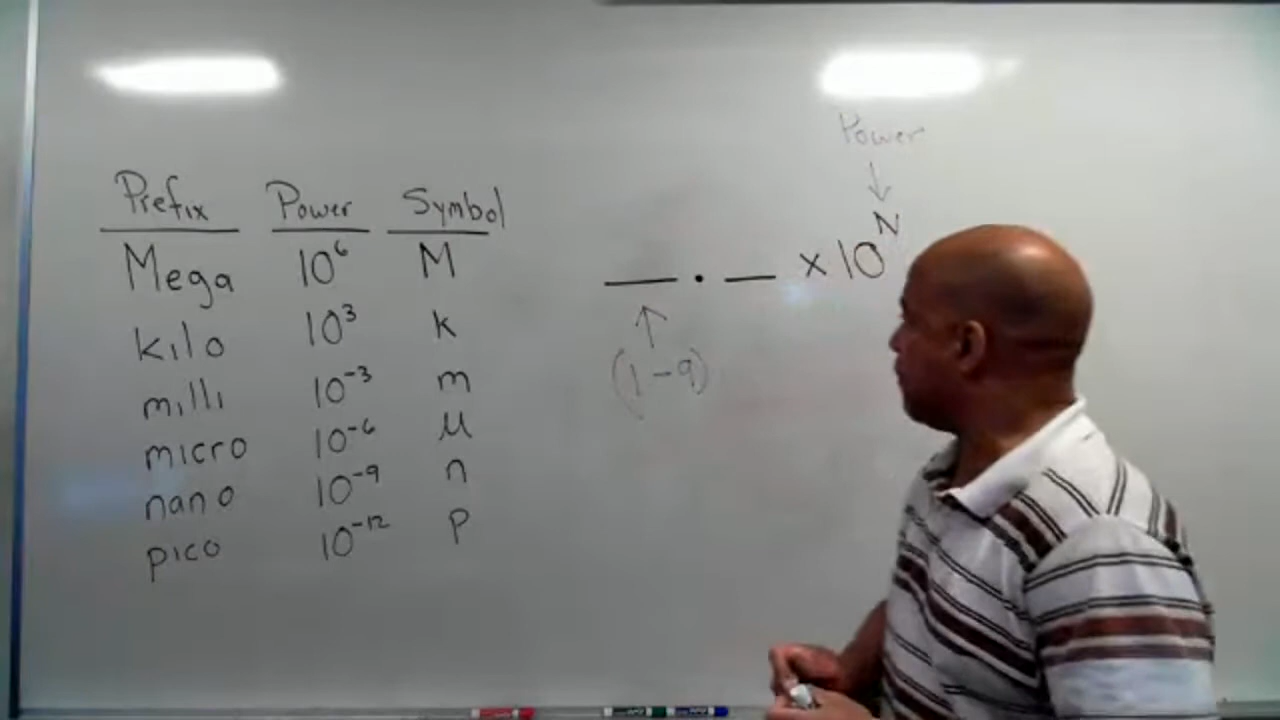 Prefix Power Symbol
Mega 10⁶ M
kilo 10³ k
milli 10⁻³ m
micro 10⁻⁶ μ
nano 10⁻⁹ n
pico 10⁻¹² p
Power
↓
__ . __ × 10ᴺ
↑
(1-9)